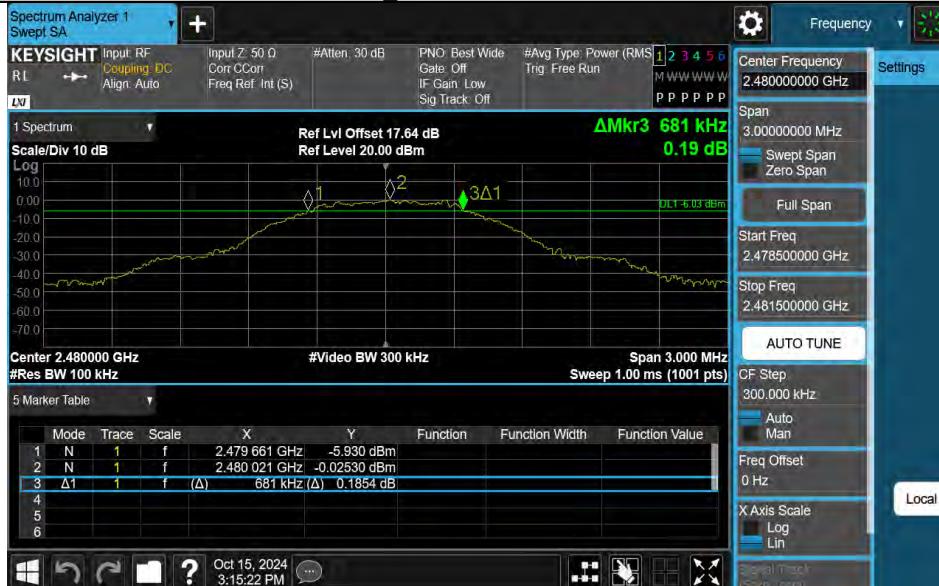 Spectrum Analyzer 1
Swept SA
Frequency
KEYSIGHT
RL
LXI
Input: RF
Coupling: DC
Align: Auto
Input Z: 50 Ω
Corr CCorr
Freq Ref: Int (S)
#Atten: 30 dB
PNO: Best Wide
Gate: Off
IF Gain: Low
Sig Track: Off
#Avg Type: Power (RMS
Trig: Free Run
1 2 3 4 5 6
M W W W W W
P P P P P P
1 Spectrum
Scale/Div 10 dB
Ref Lvl Offset 17.64 dB
Ref Level 20.00 dBm
ΔMkr3 681 kHz
0.19 dB
Log
10.0
0.00
-10.0
-20.0
-30.0
-40.0
-50.0
-60.0
-70.0
1
2
3Δ1
DL1 -6.03 dBm
Center 2.480000 GHz
#Video BW 300 kHz
Span 3.000 MHz
#Res BW 100 kHz
Sweep 1.00 ms (1001 pts)
5 Marker Table
Mode Trace Scale X Y Function Function Width Function Value
1 N 1 f 2.479 661 GHz -5.930 dBm
2 N 1 f 2.480 021 GHz -0.02530 dBm
3 Δ1 1 f (Δ) 681 kHz (Δ) 0.1854 dB
4
5
6
Oct 15, 2024
3:15:22 PM
Center Frequency
2.480000000 GHz
Settings
Span
3.00000000 MHz
Swept Span
Zero Span
Full Span
Start Freq
2.478500000 GHz
Stop Freq
2.481500000 GHz
AUTO TUNE
CF Step
300.000 kHz
Auto
Man
Freq Offset
0 Hz
Local
X Axis Scale
Log
Lin
Signal Track